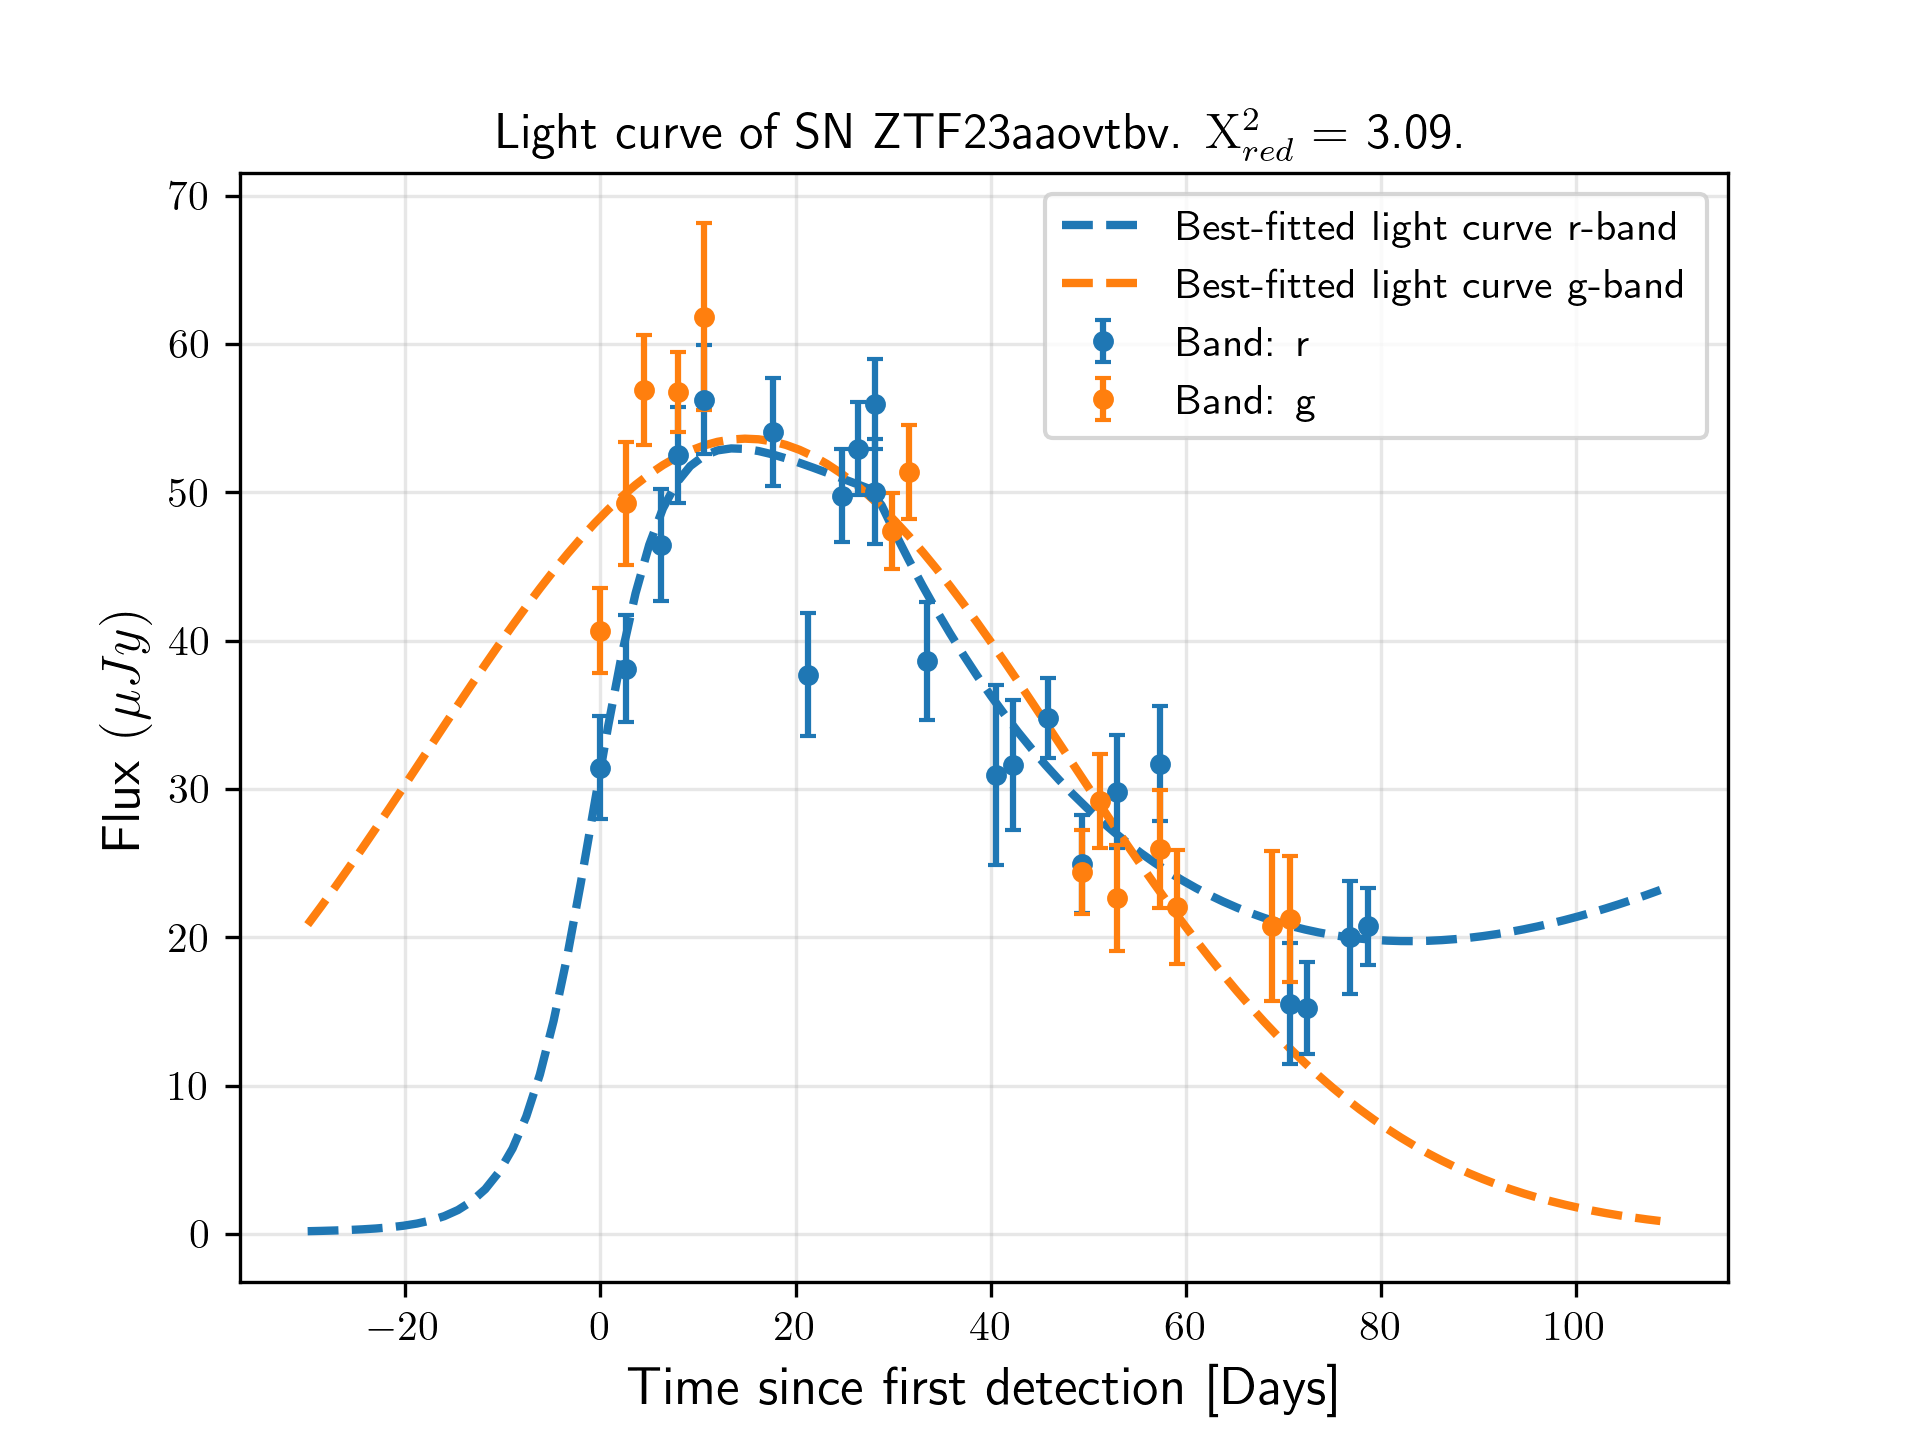 Light curve of SN ZTF23aaovtbv. X²_red = 3.09.
Best-fitted light curve r-band
Best-fitted light curve g-band
Band: r
Band: g
Flux (μJy)
70
60
50
40
30
20
10
0
−20 0 20 40 60 80 100
Time since first detection [Days]